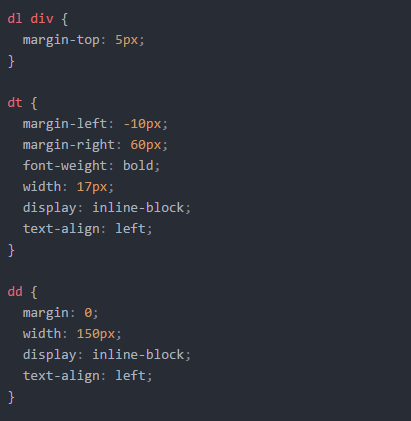 dl div {
  margin-top: 5px;
}

dt {
  margin-left: -10px;
  margin-right: 60px;
  font-weight: bold;
  width: 17px;
  display: inline-block;
  text-align: left;
}

dd {
  margin: 0;
  width: 150px;
  display: inline-block;
  text-align: left;
}